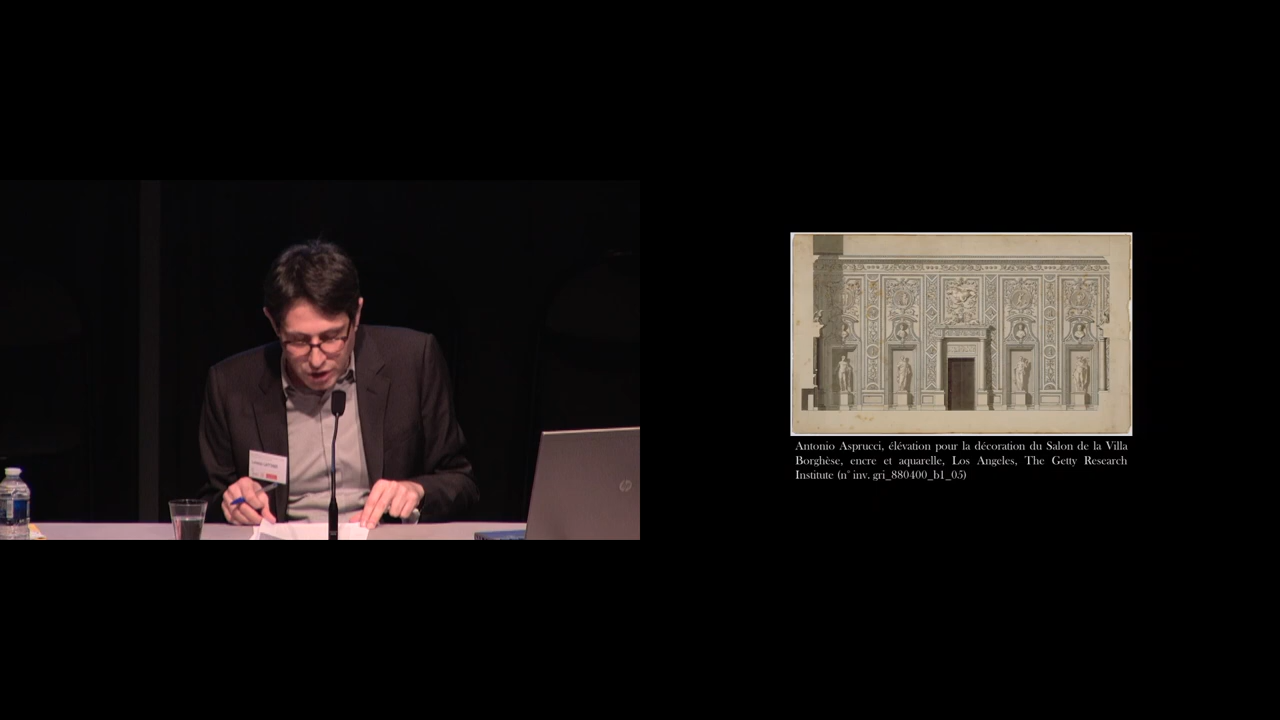 Antonio Asprucci, élévation pour la décoration du Salon de la Villa
Borghèse, encre et aquarelle, Los Angeles, The Getty Research
Institute (n° inv. gri_880400_b1_05)
hp